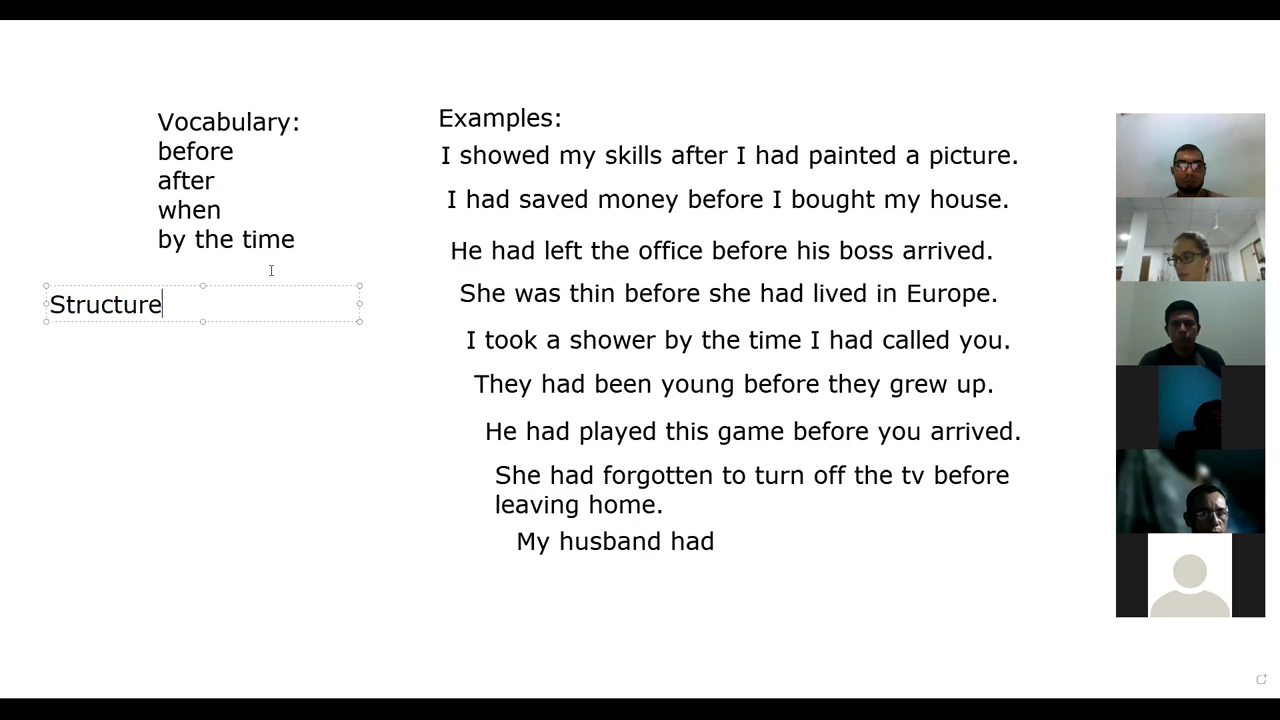 Vocabulary:
before
after
when
by the time
Structure
Examples:
I showed my skills after I had painted a picture.
I had saved money before I bought my house.
He had left the office before his boss arrived.
She was thin before she had lived in Europe.
I took a shower by the time I had called you.
They had been young before they grew up.
He had played this game before you arrived.
She had forgotten to turn off the tv before
leaving home.
My husband had